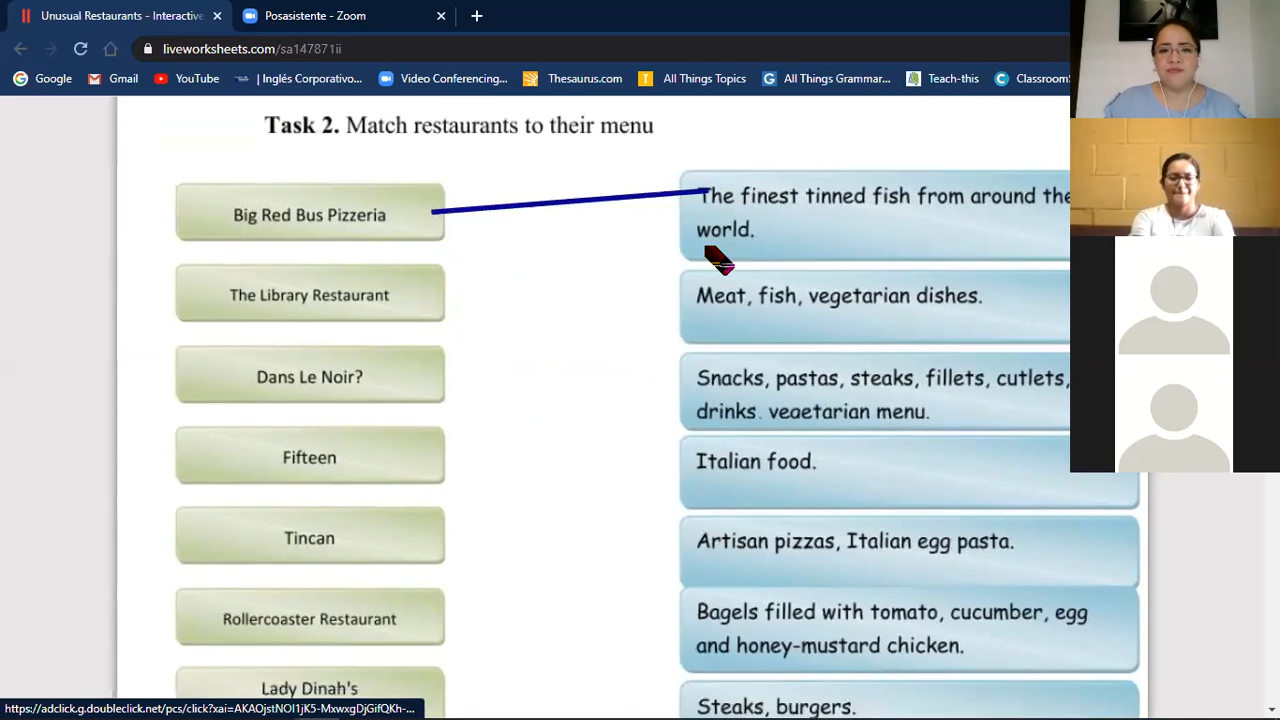 Unusual Restaurants - Interactive
Posasistente - Zoom
liveworksheets.com/sa147871ii
Google
Gmail
YouTube
| Inglés Corporativo...
Video Conferencing...
Thesaurus.com
All Things Topics
All Things Grammar...
Teach-this
Classroom
Task 2. Match restaurants to their menu
Big Red Bus Pizzeria
The finest tinned fish from around the
world.
The Library Restaurant
Meat, fish, vegetarian dishes.
Dans Le Noir?
Snacks, pastas, steaks, fillets, cutlets,
drinks, vegetarian menu.
Fifteen
Italian food.
Tincan
Artisan pizzas, Italian egg pasta.
Rollercoaster Restaurant
Bagels filled with tomato, cucumber, egg
and honey-mustard chicken.
Lady Dinah's
Steaks, burgers.
https://adclick.g.doubleclick.net/pcs/click?xai=AKAOjstNOI1jK5-MxwxgDjGifQKh-...